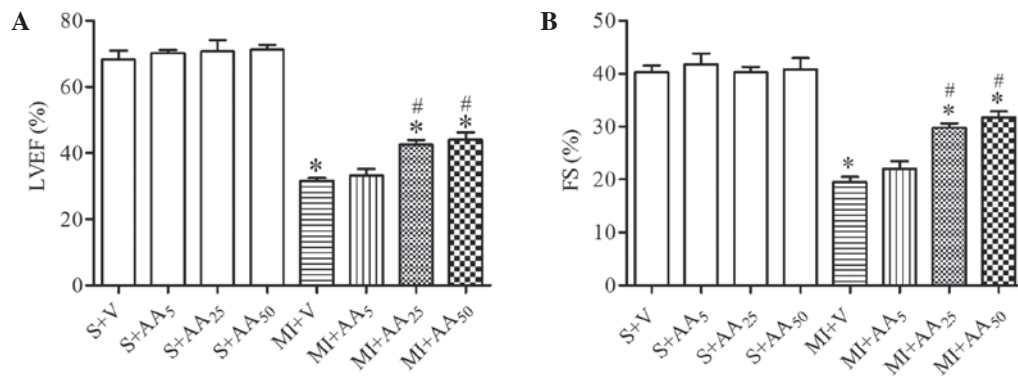 A
LVEF (%)
80
60
40
20
0
*
# *
# *
S+V
S+AA5
S+AA25
S+AA50
MI+V
MI+AA5
MI+AA25
MI+AA50
B
FS (%)
50
40
30
20
10
0
*
# *
# *
S+V
S+AA5
S+AA25
S+AA50
MI+V
MI+AA5
MI+AA25
MI+AA50